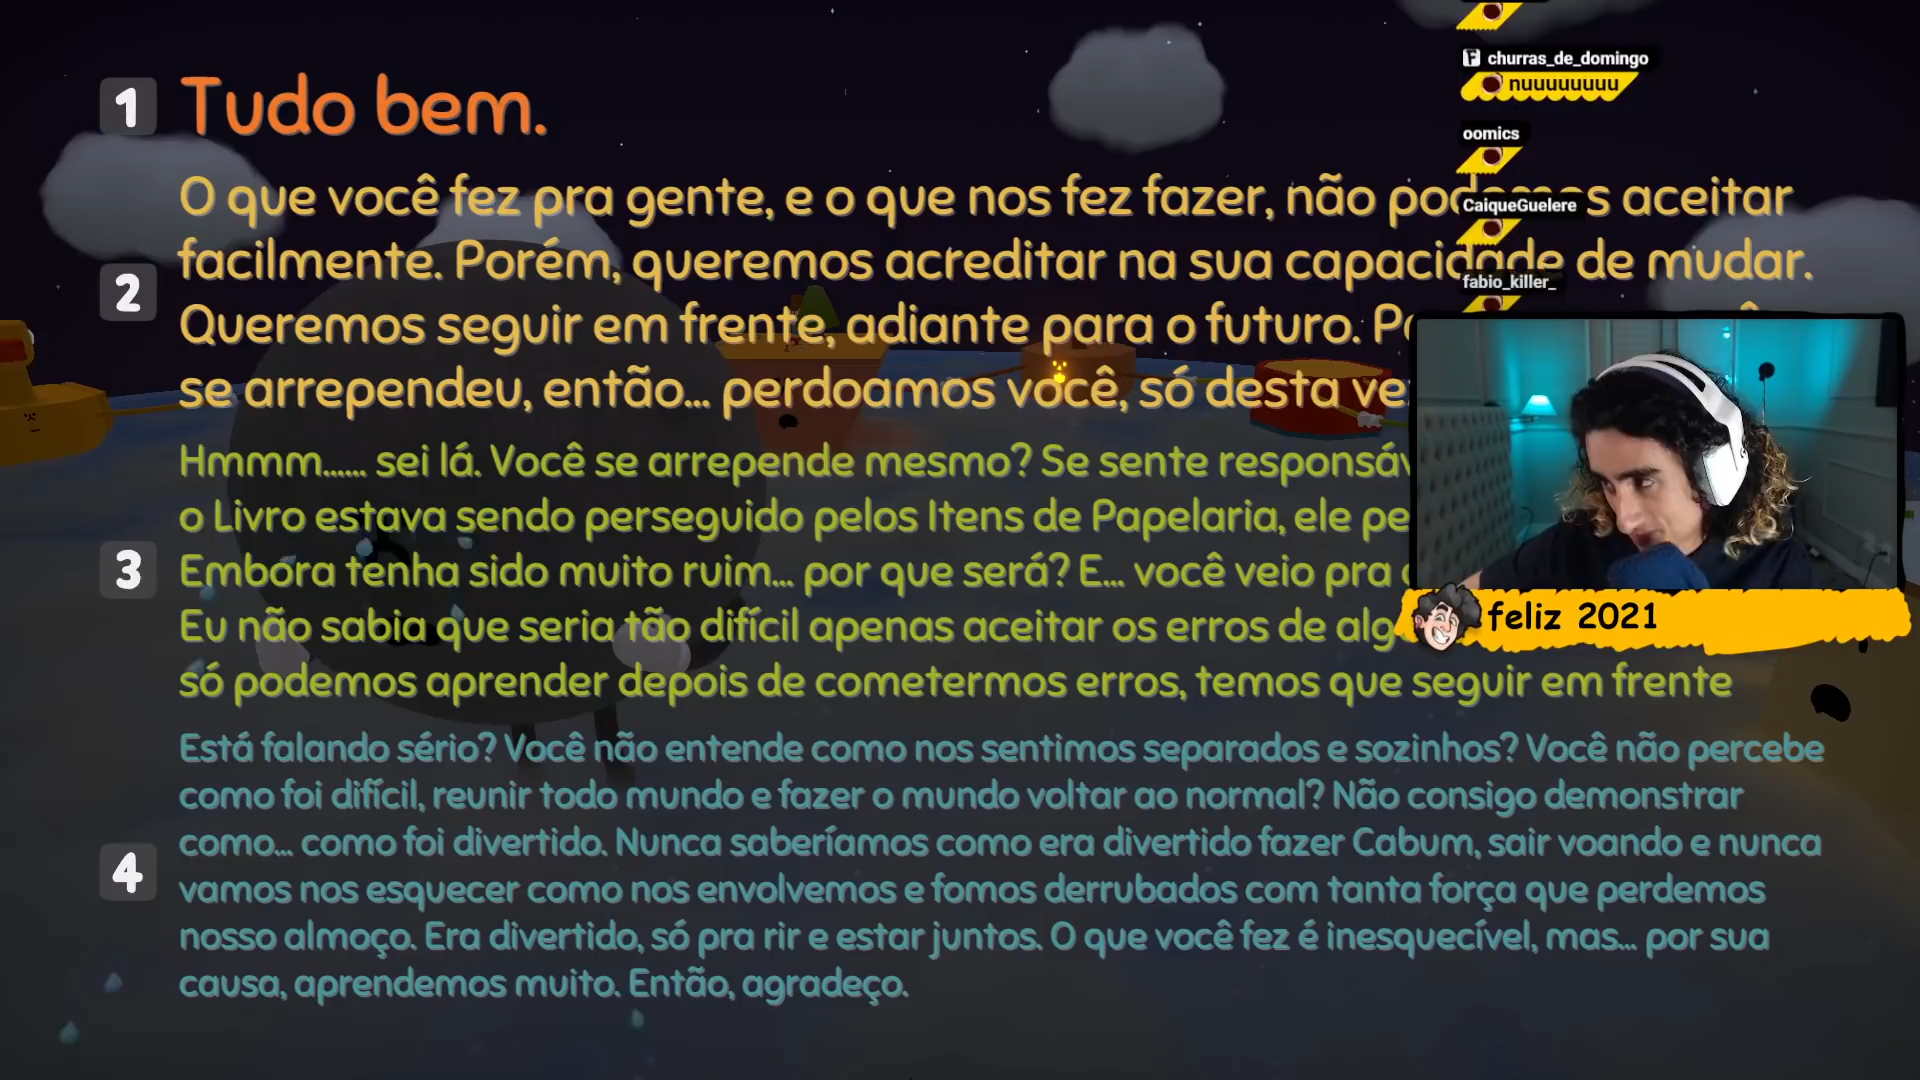 churras_de_domingo
nuuuuuuuu
oomics
CaiqueGuelere
fabio_killer_
1 Tudo bem.
2
O que você fez pra gente, e o que nos fez fazer, não podemos aceitar
facilmente. Porém, queremos acreditar na sua capacidade de mudar.
Queremos seguir em frente, adiante para o futuro.
se arrependeu, então... perdoamos você, só desta
3
Hmmm...... sei lá. Você se arrepende mesmo? Se sente
o Livro estava sendo perseguido pelos Itens de Papelaria, ele
Embora tenha sido muito ruim... por que será? E... você veio pra
Eu não sabia que seria tão difícil apenas aceitar os erros de
só podemos aprender depois de cometermos erros, temos que seguir em frente
feliz 2021
4
Está falando sério? Você não entende como nos sentimos separados e sozinhos? Você não percebe
como foi difícil, reunir todo mundo e fazer o mundo voltar ao normal? Não consigo demonstrar
como... como foi divertido. Nunca saberíamos como era divertido fazer Cabum, sair voando e nunca
vamos nos esquecer como nos envolvemos e fomos derrubados com tanta força que perdemos
nosso almoço. Era divertido, só pra rir e estar juntos. O que você fez é inesquecível, mas... por sua
causa, aprendemos muito. Então, agradeço.